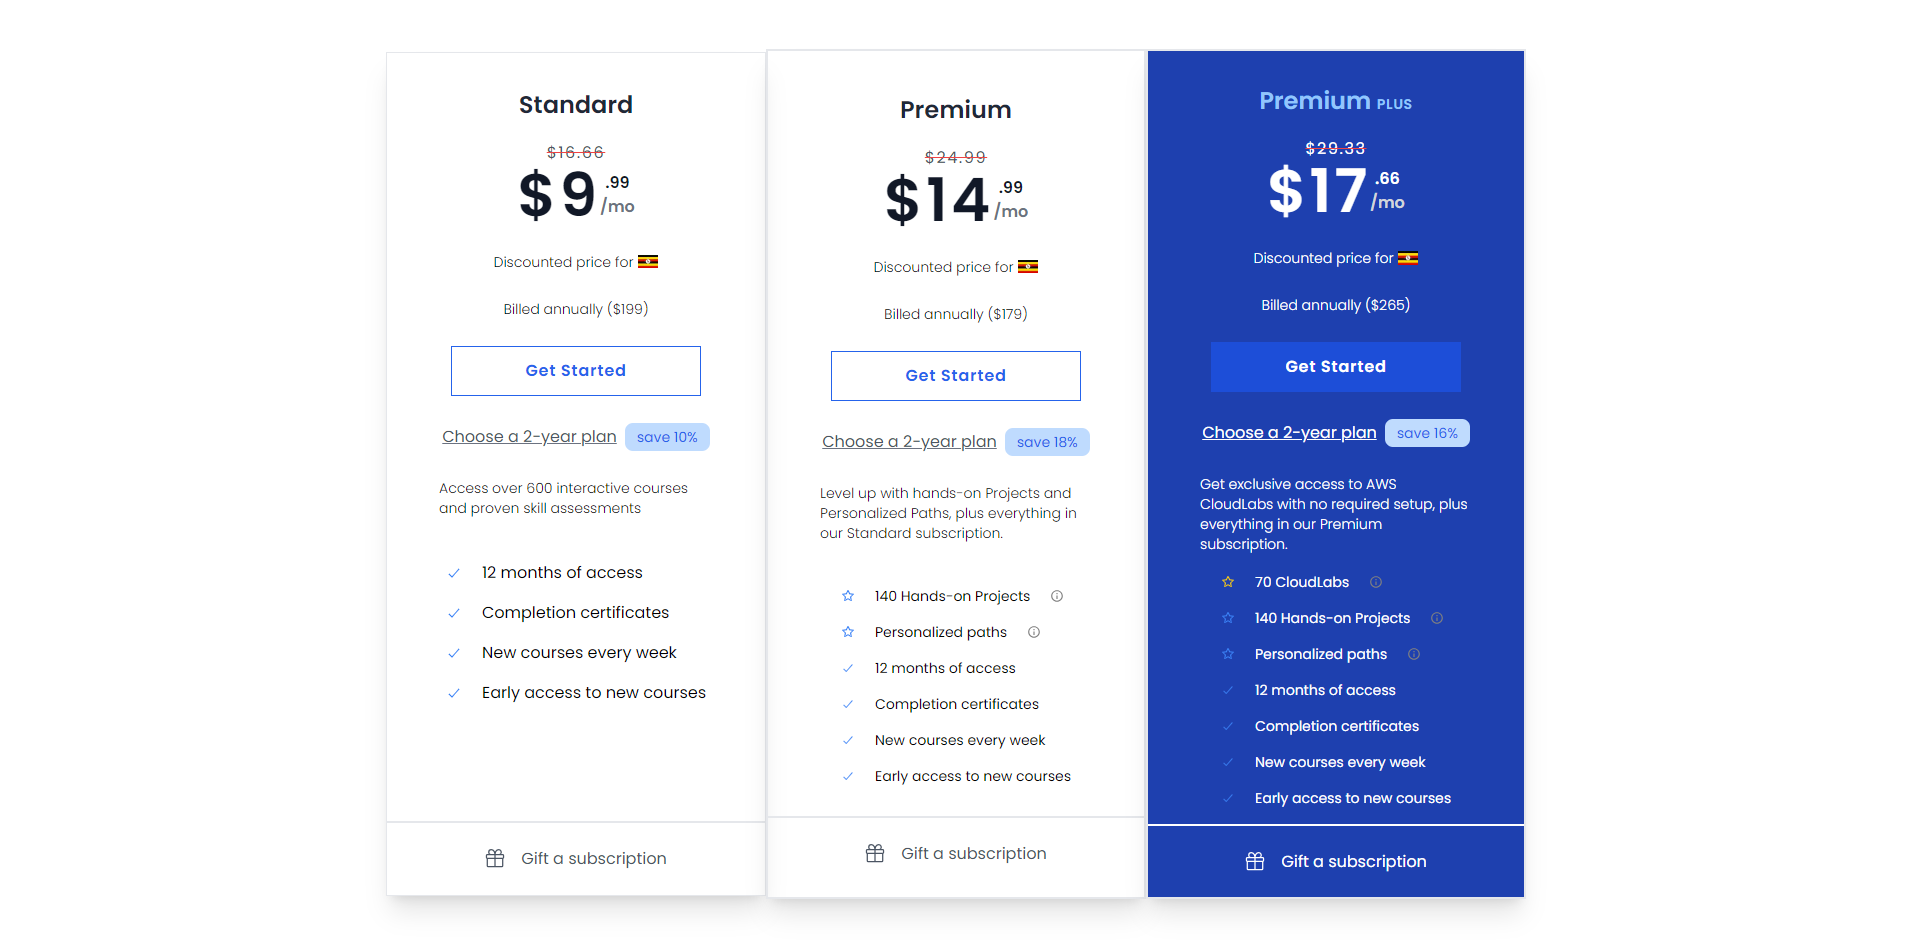 Standard
$16.66
$9.99/mo
Discounted price for
Billed annually ($199)
Get Started
Choose a 2-year plan save 10%
Access over 600 interactive courses
and proven skill assessments
12 months of access
Completion certificates
New courses every week
Early access to new courses
Gift a subscription
Premium
$24.99
$14.99/mo
Discounted price for
Billed annually ($179)
Get Started
Choose a 2-year plan save 18%
Level up with hands-on Projects and
Personalized Paths, plus everything in
our Standard subscription.
140 Hands-on Projects
Personalized paths
12 months of access
Completion certificates
New courses every week
Early access to new courses
Gift a subscription
Premium PLUS
$29.33
$17.66/mo
Discounted price for
Billed annually ($265)
Get Started
Choose a 2-year plan save 16%
Get exclusive access to AWS
CloudLabs with no required setup, plus
everything in our Premium
subscription.
70 CloudLabs
140 Hands-on Projects
Personalized paths
12 months of access
Completion certificates
New courses every week
Early access to new courses
Gift a subscription